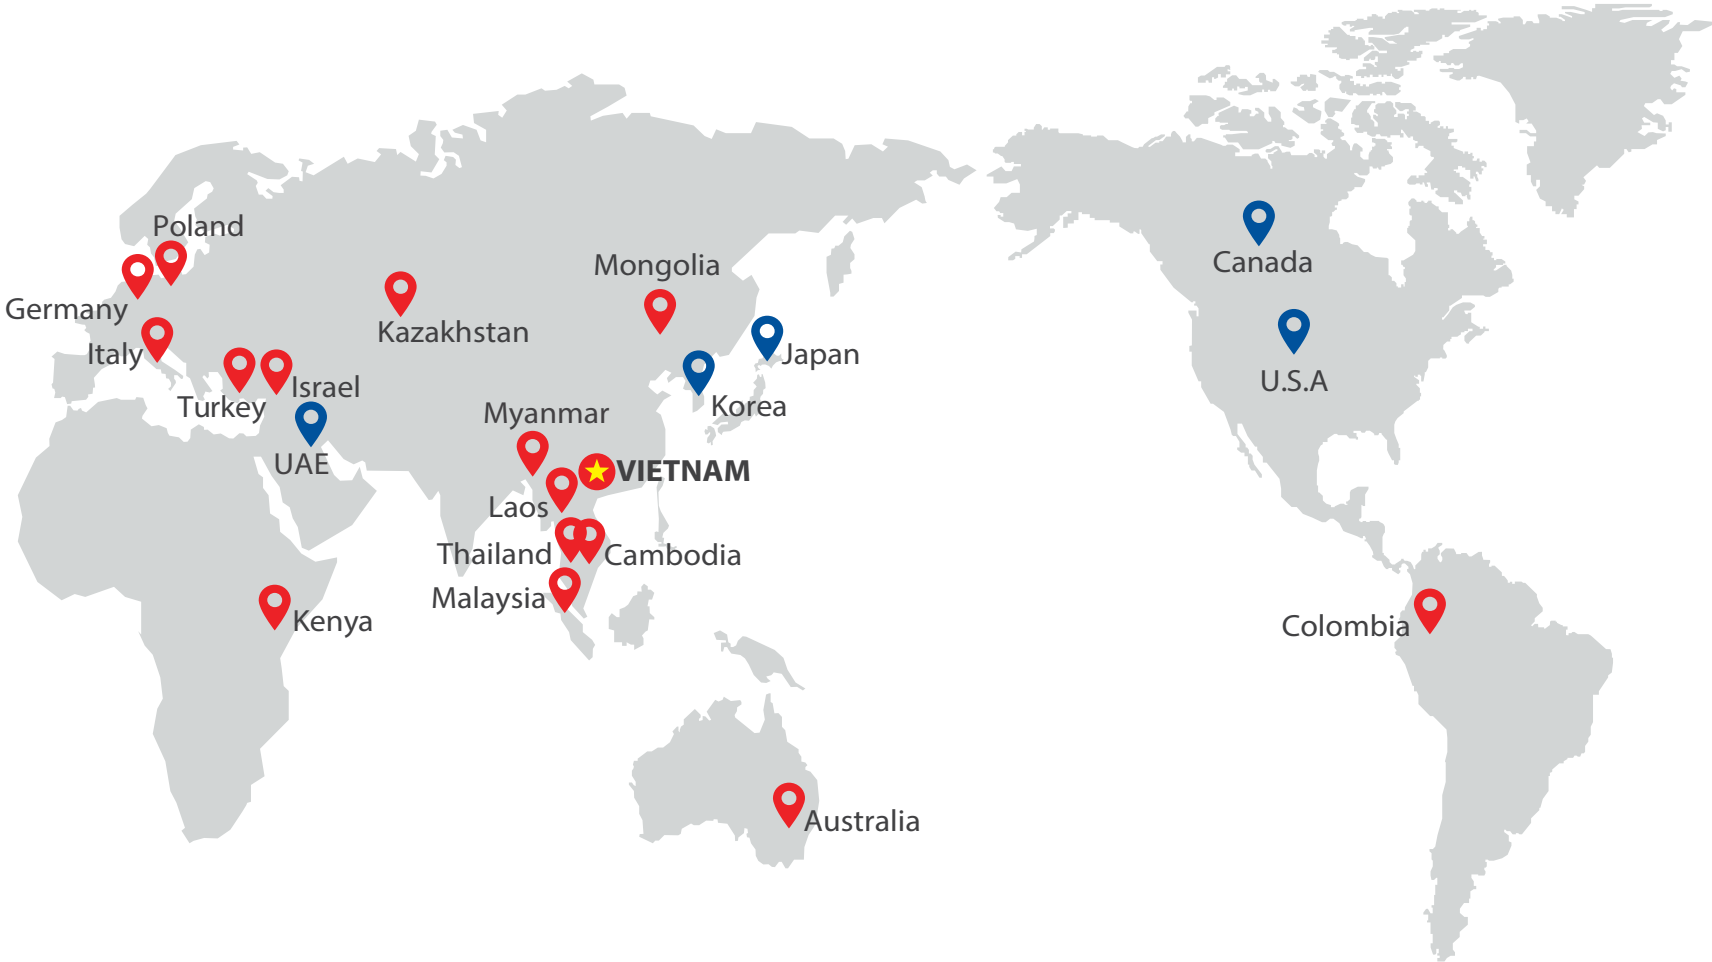 Poland
Mongolia
Canada
Germany
Kazakhstan
Italy
Japan
U.S.A
Israel
Turkey
Korea
Myanmar
UAE
VIETNAM
Laos
Thailand
Cambodia
Malaysia
Kenya
Colombia
Australia